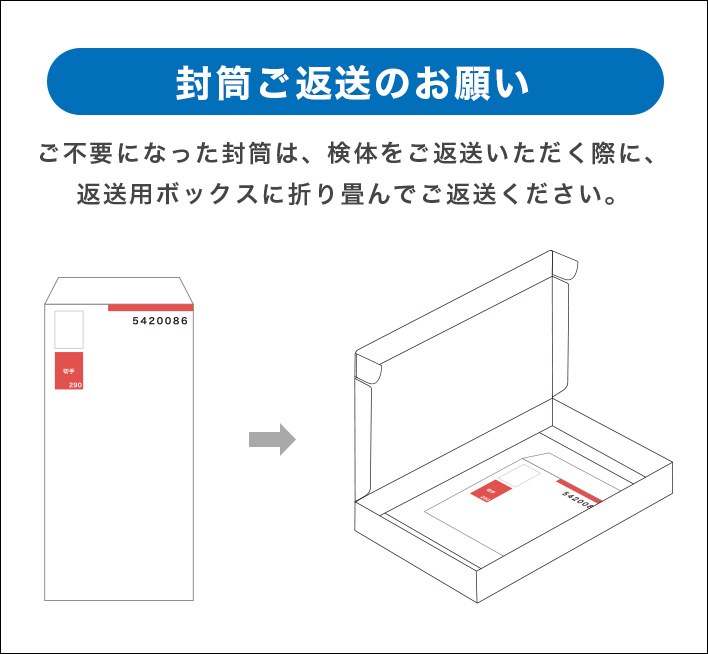 封筒ご返送のお願い
ご不要になった封筒は、検体をご返送いただく際に、
返送用ボックスに折り畳んでご返送ください。
5420086
切手
290
切手
290
5420086